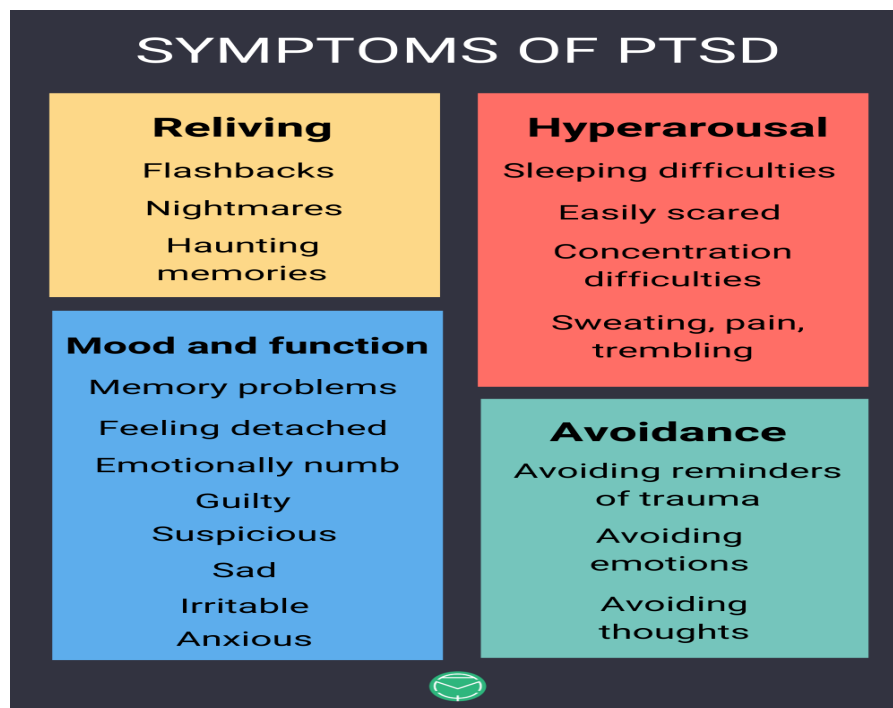 SYMPTOMS OF PTSD
Reliving
Flashbacks
Nightmares
Haunting
memories
Hyperarousal
Sleeping difficulties
Easily scared
Concentration
difficulties
Sweating, pain,
trembling
Mood and function
Memory problems
Feeling detached
Emotionally numb
Guilty
Suspicious
Sad
Irritable
Anxious
Avoidance
Avoiding reminders
of trauma
Avoiding
emotions
Avoiding
thoughts